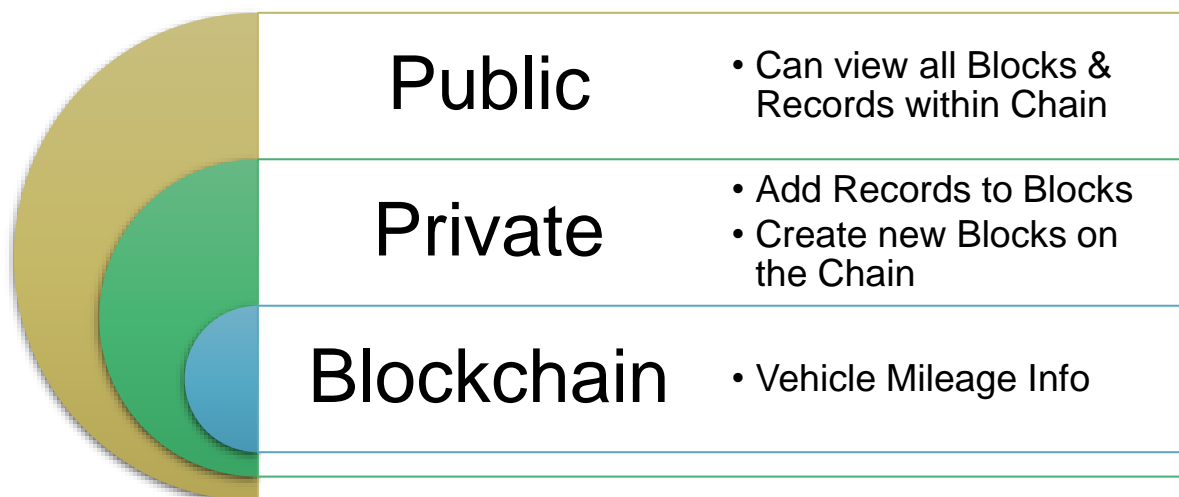 Public
• Can view all Blocks &
Records within Chain
Private
• Add Records to Blocks
• Create new Blocks on
the Chain
Blockchain
• Vehicle Mileage Info